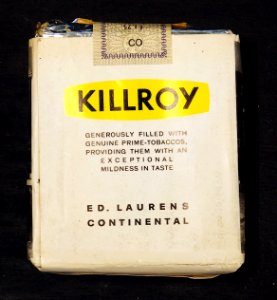 CO
KILLROY
GENEROUSLY FILLED WITH
GENUINE PRIME-TOBACCOS,
PROVIDING THEM WITH AN
EXCEPTIONAL
MILDNESS IN TASTE
ED. LAURENS
CONTINENTAL